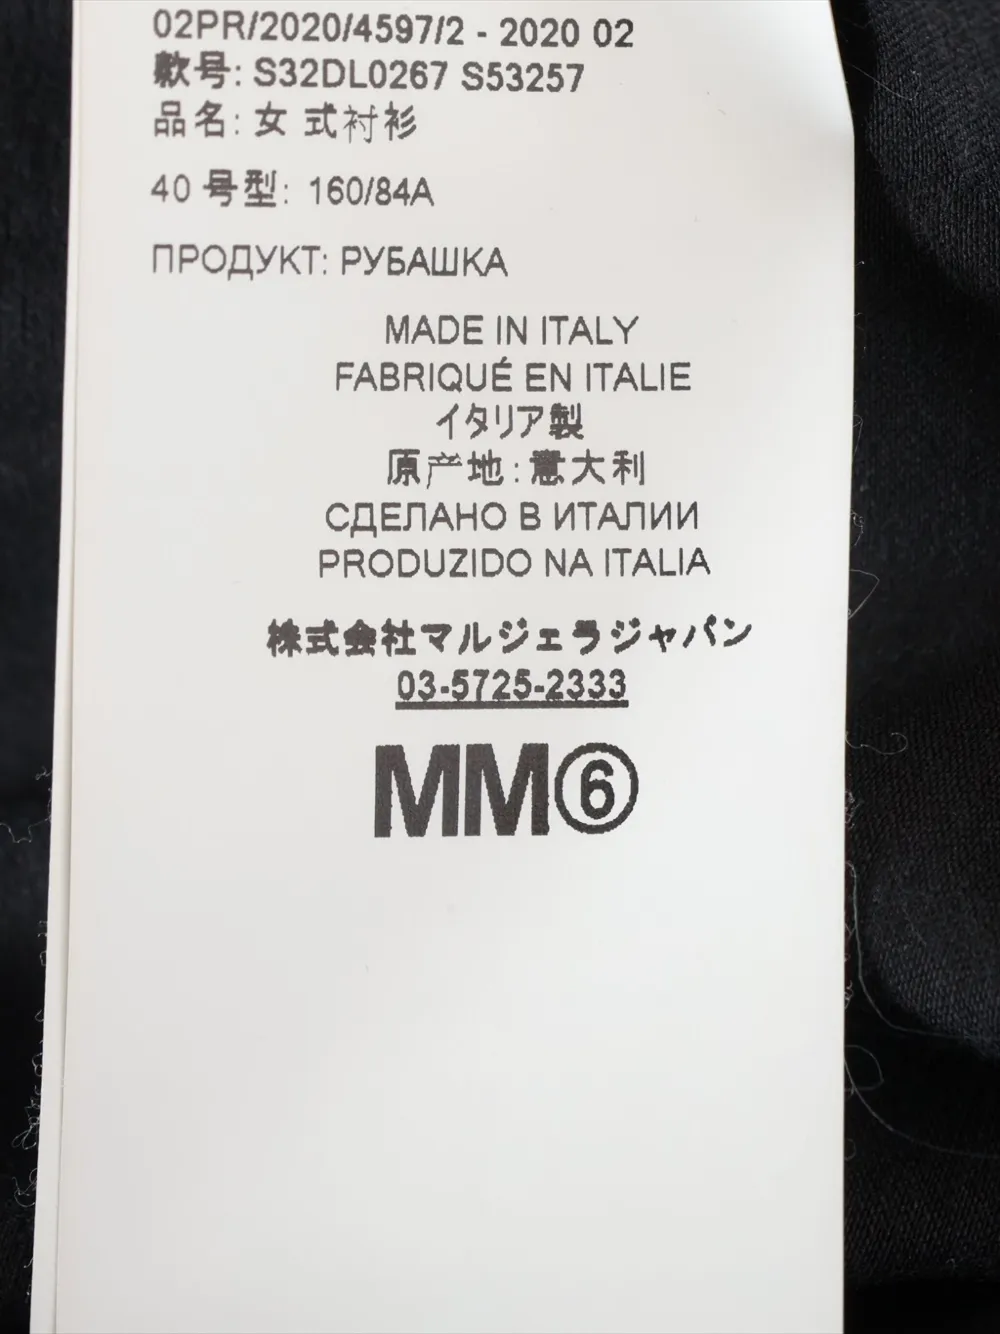 02PR/2020/4597/2 - 2020 02
款号: S32DL0267 S53257
品名: 女 式衬衫
40 号型: 160/84A
ПРОДУКТ: РУБАШКА
MADE IN ITALY
FABRIQUÉ EN ITALIE
イタリア製
原产地: 意大利
СДЕЛАНО В ИТАЛИИ
PRODUZIDO NA ITALIA
株式会社マルジェラジャパン
03-5725-2333
MM⑥